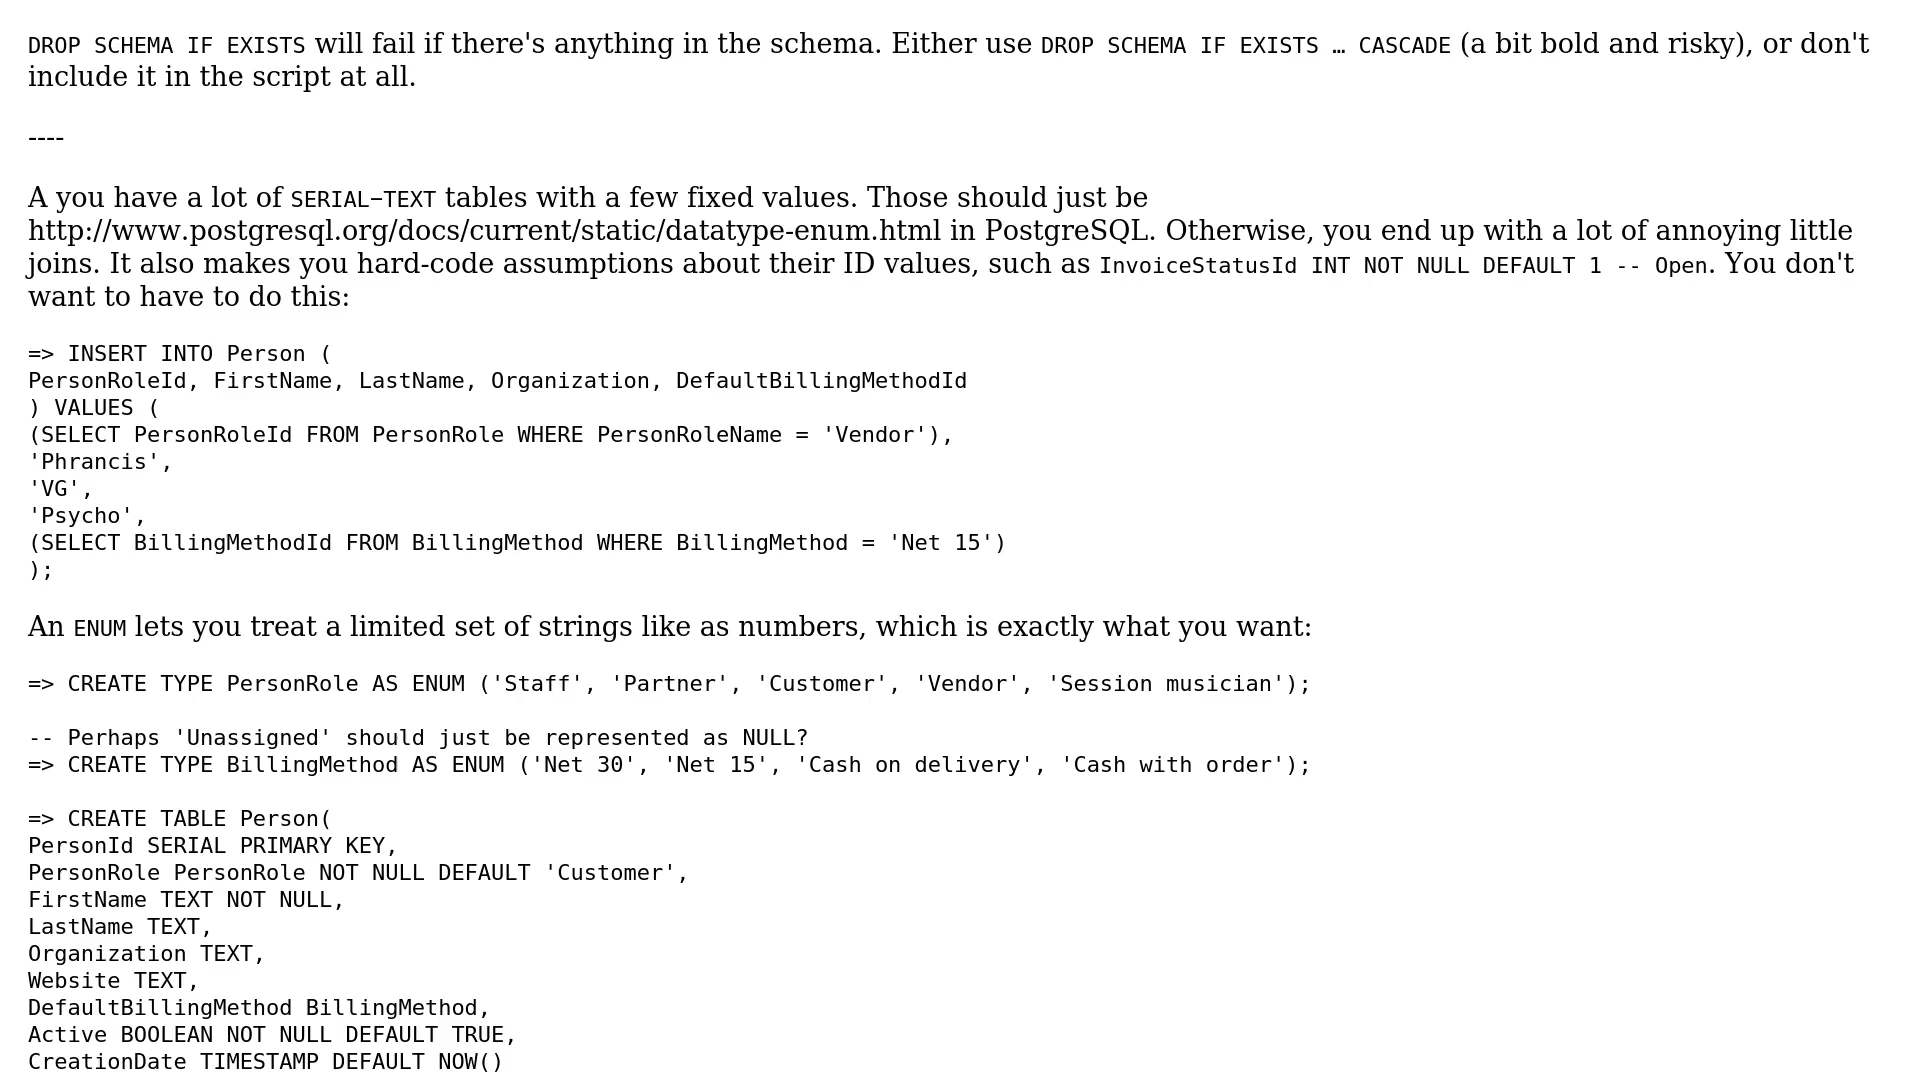 DROP SCHEMA IF EXISTS will fail if there's anything in the schema. Either use DROP SCHEMA IF EXISTS … CASCADE (a bit bold and risky), or don't
include it in the script at all.
----
A you have a lot of SERIAL–TEXT tables with a few fixed values. Those should just be
http://www.postgresql.org/docs/current/static/datatype-enum.html in PostgreSQL. Otherwise, you end up with a lot of annoying little
joins. It also makes you hard-code assumptions about their ID values, such as InvoiceStatusId INT NOT NULL DEFAULT 1 -- Open. You don't
want to have to do this:
=> INSERT INTO Person (
PersonRoleId, FirstName, LastName, Organization, DefaultBillingMethodId
) VALUES (
(SELECT PersonRoleId FROM PersonRole WHERE PersonRoleName = 'Vendor'),
'Phrancis',
'VG',
'Psycho',
(SELECT BillingMethodId FROM BillingMethod WHERE BillingMethod = 'Net 15')
);
An ENUM lets you treat a limited set of strings like as numbers, which is exactly what you want:
=> CREATE TYPE PersonRole AS ENUM ('Staff', 'Partner', 'Customer', 'Vendor', 'Session musician');
-- Perhaps 'Unassigned' should just be represented as NULL?
=> CREATE TYPE BillingMethod AS ENUM ('Net 30', 'Net 15', 'Cash on delivery', 'Cash with order');
=> CREATE TABLE Person(
PersonId SERIAL PRIMARY KEY,
PersonRole PersonRole NOT NULL DEFAULT 'Customer',
FirstName TEXT NOT NULL,
LastName TEXT,
Organization TEXT,
Website TEXT,
DefaultBillingMethod BillingMethod,
Active BOOLEAN NOT NULL DEFAULT TRUE,
CreationDate TIMESTAMP DEFAULT NOW()